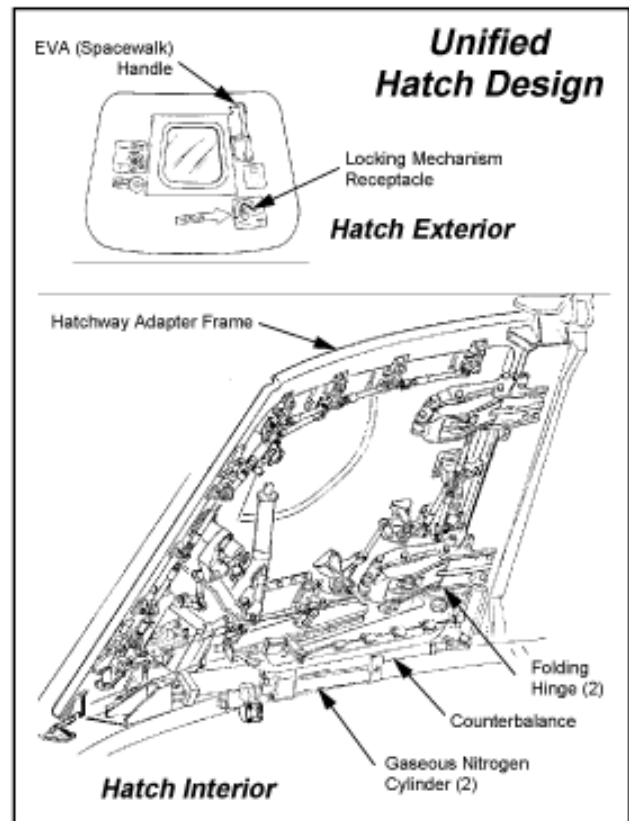 Unified
Hatch Design
EVA (Spacewalk)
Handle
Locking Mechanism
Receptacle
Hatch Exterior
Hatchway Adapter Frame
Folding
Hinge (2)
Counterbalance
Gaseous Nitrogen
Cylinder (2)
Hatch Interior